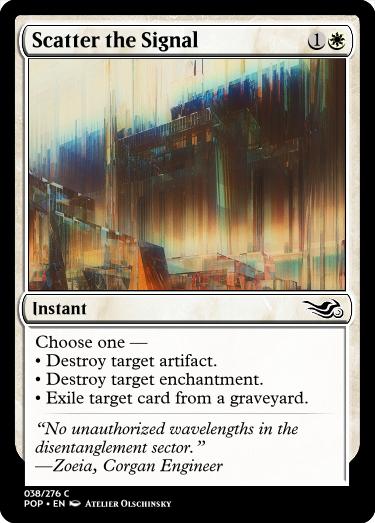 Scatter the Signal 1
Instant
Choose one —
• Destroy target artifact.
• Destroy target enchantment.
• Exile target card from a graveyard.
“No unauthorized wavelengths in the
disentanglement sector.”
—Zoeia, Corgan Engineer
038/276 C
POP • EN Atelier Olschinsky